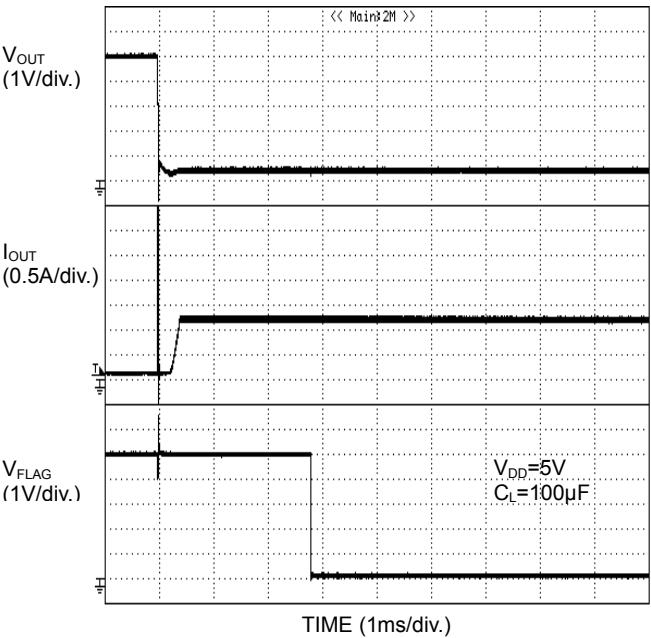 << Main:2M >>
VOUT
(1V/div.)
IOUT
(0.5A/div.)
T
VFLAG
(1V/div.)
VDD=5V
CL=100µF
TIME (1ms/div.)